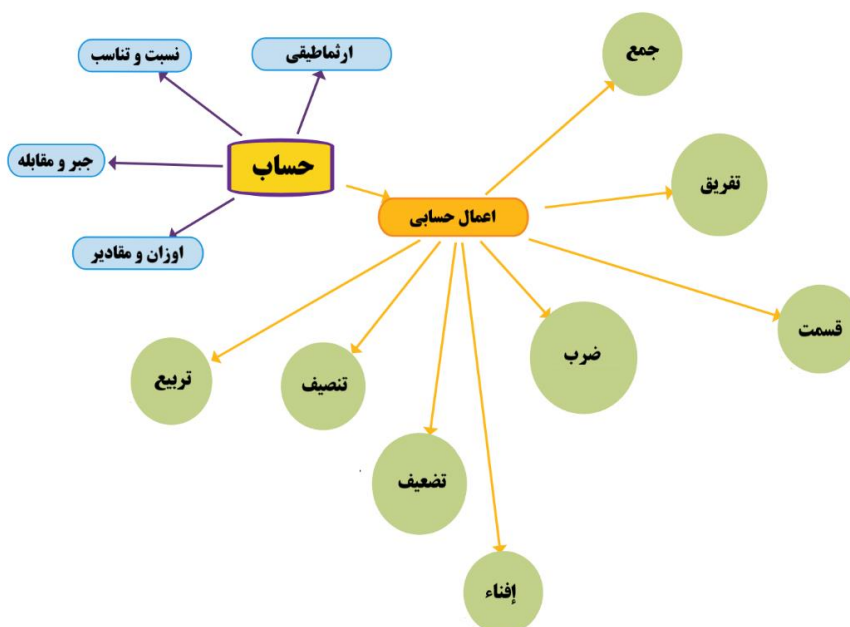 جمع
ارثماطیقی
نسبت و تناسب
حساب
جبر و مقابله
تفریق
اعمال حسابی
اوزان و مقادیر
قسمت
ضرب
تنصیف
تربیع
تضعیف
إفناء